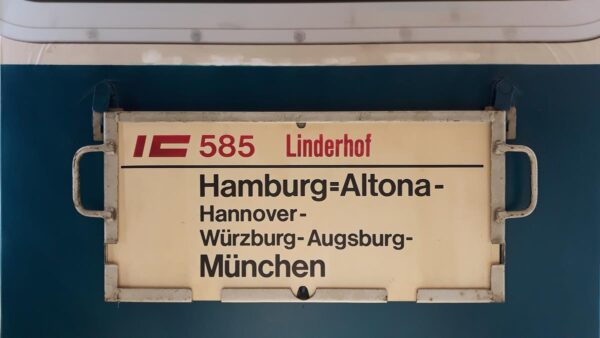 IC 585 Linderhof
Hamburg=Altona-
Hannover-
Würzburg-Augsburg-
München